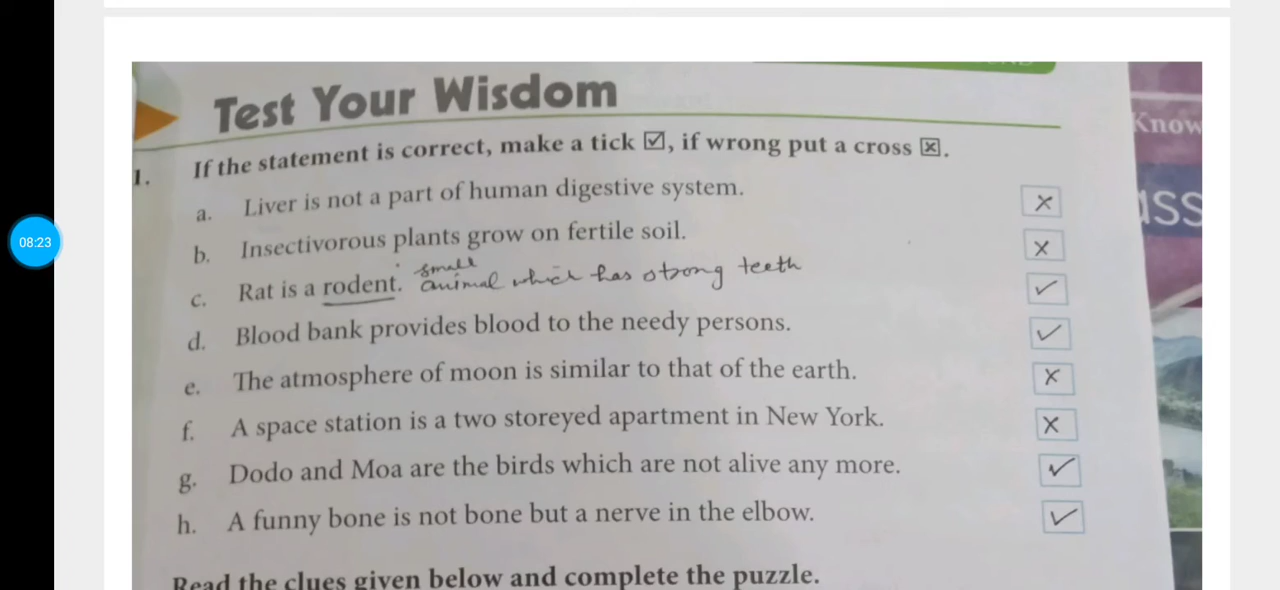 Test Your Wisdom
1. If the statement is correct, make a tick ☑, if wrong put a cross ☒.
a. Liver is not a part of human digestive system. ✗
b. Insectivorous plants grow on fertile soil. ✗
c. Rat is a rodent. small animal which has strong teeth ✓
d. Blood bank provides blood to the needy persons. ✓
e. The atmosphere of moon is similar to that of the earth. ✗
f. A space station is a two storeyed apartment in New York. ✗
g. Dodo and Moa are the birds which are not alive any more. ✓
h. A funny bone is not bone but a nerve in the elbow. ✓
Read the clues given below and complete the puzzle.
Know
08:23